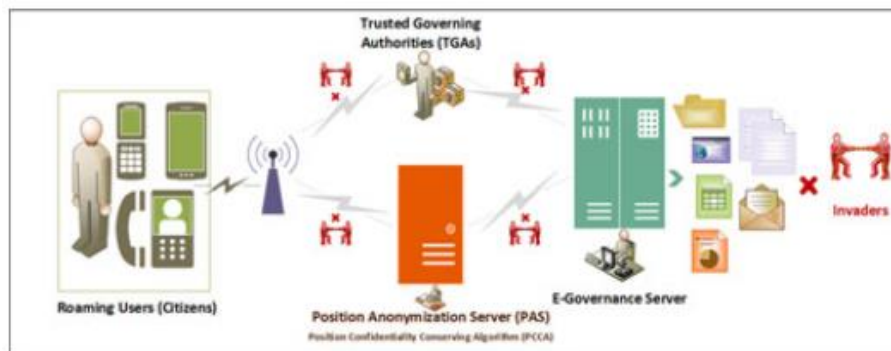 Trusted Governing
Authorities (TGAs)
Invaders
E-Governance Server
Roaming Users (Citizens)
Position Anonymization Server (PAS)
Position Confidentiality Conserving Algorithm (PCCA)